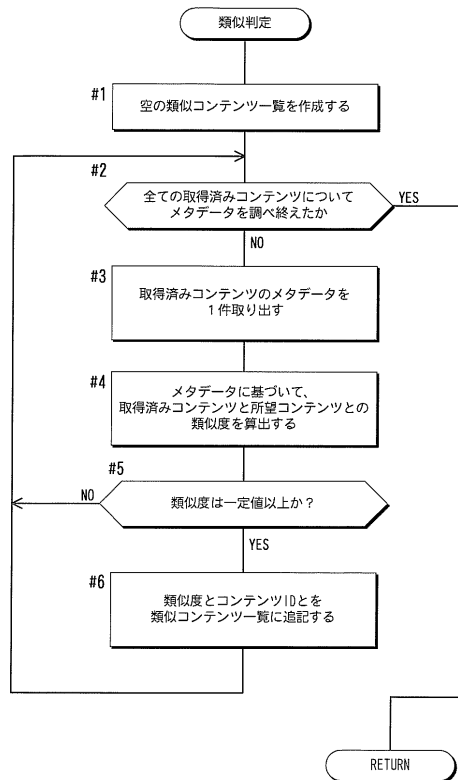 類似判定
#1
空の類似コンテンツ一覧を作成する
#2
全ての取得済みコンテンツについて
メタデータを調べ終えたか
YES
NO
#3
取得済みコンテンツのメタデータを
1件取り出す
#4
メタデータに基づいて、
取得済みコンテンツと所望コンテンツとの
類似度を算出する
#5
NO
類似度は一定値以上か?
YES
#6
類似度とコンテンツIDとを
類似コンテンツ一覧に追記する
RETURN